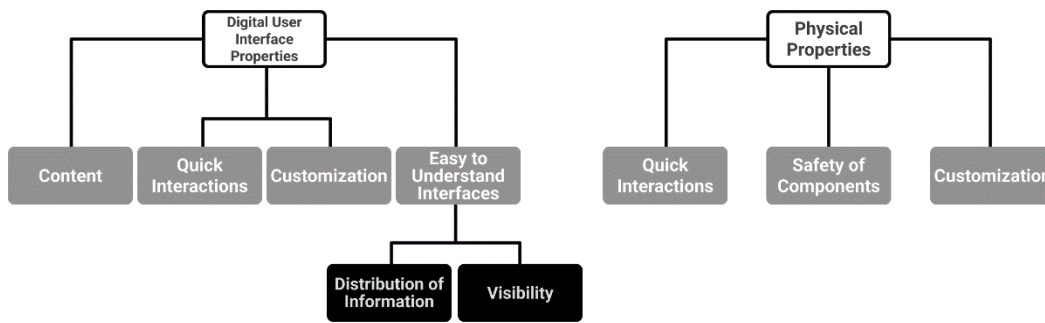 Digital User
Interface
Properties
Physical
Properties
Content
Quick
Interactions
Customization
Easy to
Understand
Interfaces
Quick
Interactions
Safety of
Components
Customization
Distribution of
Information
Visibility